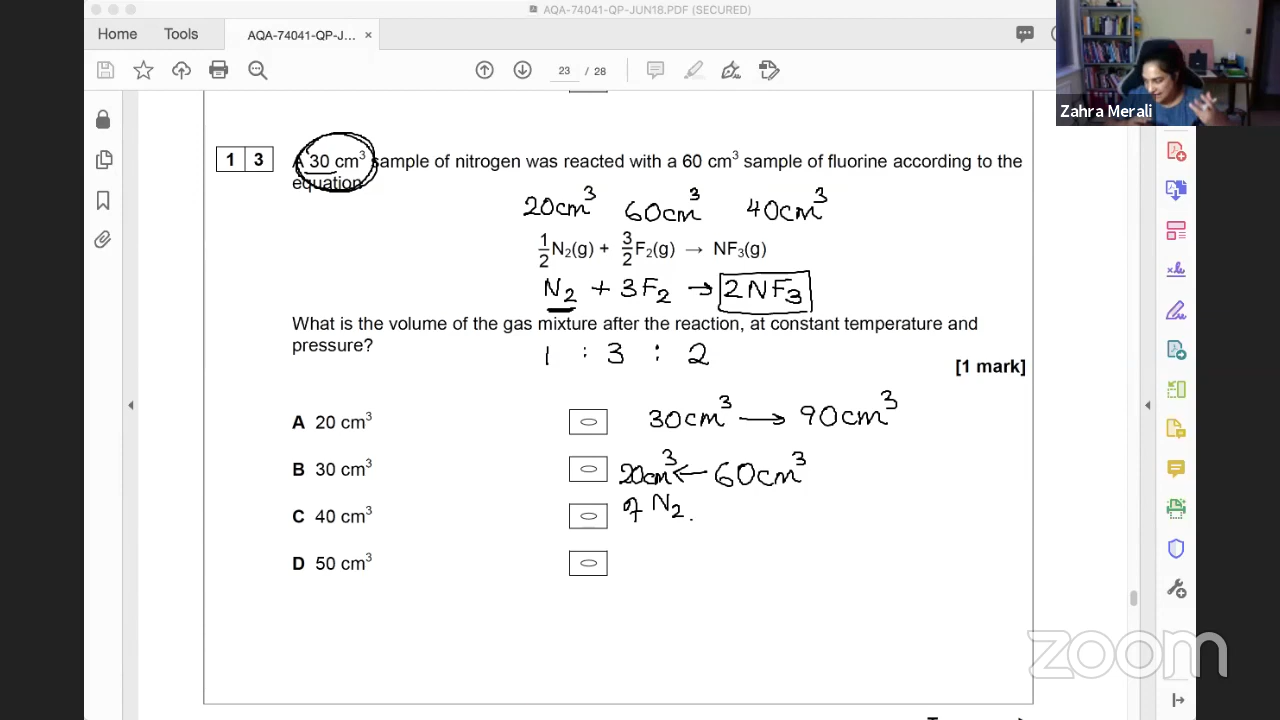 AQA-74041-QP-JUN18.PDF (SECURED)
Home Tools AQA-74041-QP-J... ×
23 / 28
Zahra Merali
1 3 A 30 cm³ sample of nitrogen was reacted with a 60 cm³ sample of fluorine according to the
equation
20cm³ 60cm³ 40cm³
1/2 N₂(g) + 3/2 F₂(g) → NF₃(g)
N₂ + 3F₂ → 2NF₃
What is the volume of the gas mixture after the reaction, at constant temperature and
pressure?
1 : 3 : 2
[1 mark]
A 20 cm³
30cm³ → 90cm³
B 30 cm³
20cm³ ← 60cm³
of N₂.
C 40 cm³
D 50 cm³
zoom